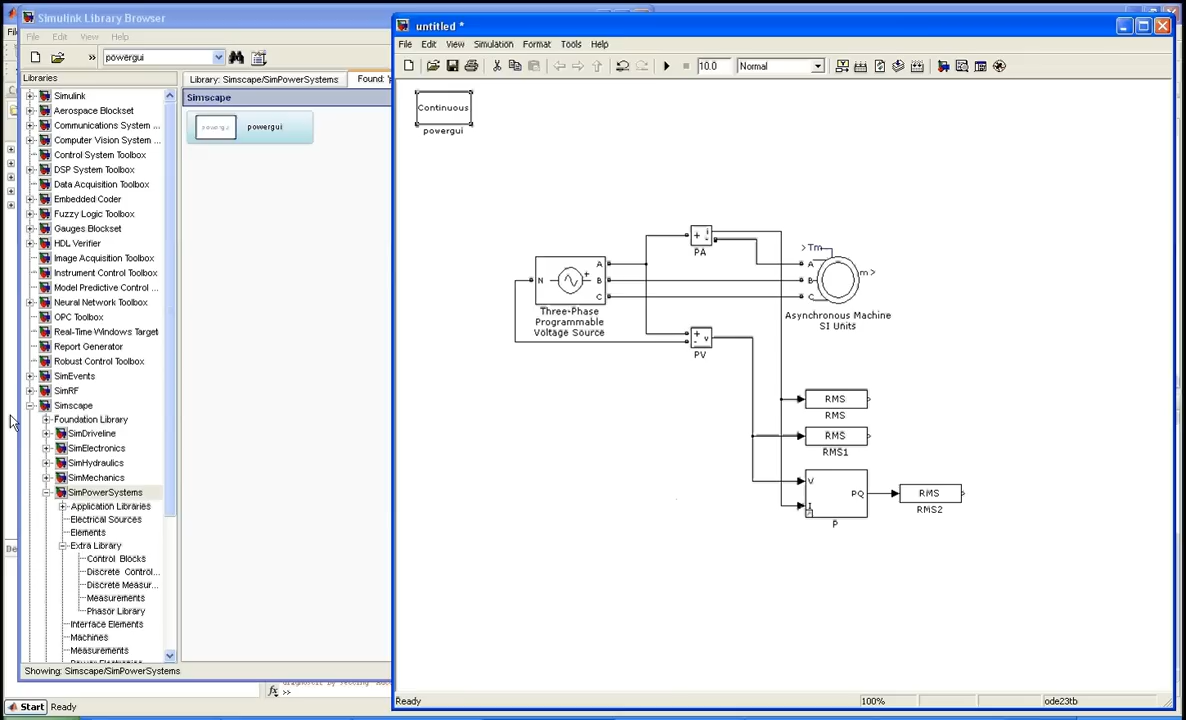 Simulink Library Browser
File Edit View Help
powergui
Libraries
Library: Simscape/SimPowerSystems
Simscape
powergui
Simulink
Aerospace Blockset
Communications System ...
Computer Vision System ...
Control System Toolbox
DSP System Toolbox
Data Acquisition Toolbox
Embedded Coder
Fuzzy Logic Toolbox
Gauges Blockset
HDL Verifier
Image Acquisition Toolbox
Instrument Control Toolbox
Model Predictive Control ...
Neural Network Toolbox
OPC Toolbox
Real-Time Windows Target
Report Generator
Robust Control Toolbox
SimEvents
SimRF
Simscape
Foundation Library
SimDriveline
SimElectronics
SimHydraulics
SimMechanics
SimPowerSystems
Application Libraries
Electrical Sources
Elements
Extra Library
Control Blocks
Discrete Control...
Discrete Measur...
Measurements
Phasor Library
Interface Elements
Machines
Measurements
Showing: Simscape/SimPowerSystems
Start Ready
untitled *
File Edit View Simulation Format Tools Help
10.0 Normal
Continuous
powergui
N A B C
Three-Phase
Programmable
Voltage Source
+ i
PA
+ - v
PV
Tm
A
B m
C
Asynchronous Machine
SI Units
RMS
RMS
RMS
RMS1
V
I
PQ
P
RMS
RMS2
Ready 100% ode23tb